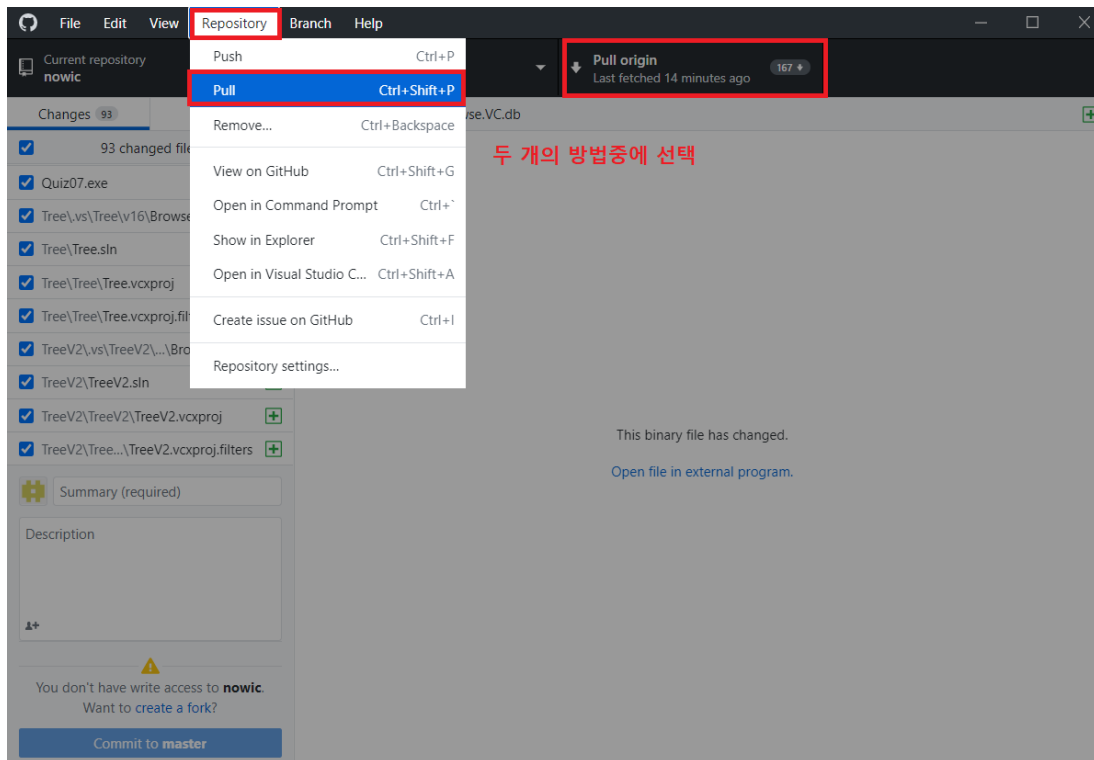 File Edit View Repository Branch Help
Current repository
nowic
Pull origin
Last fetched 14 minutes ago
167
Push Ctrl+P
Pull Ctrl+Shift+P
Remove... Ctrl+Backspace
View on GitHub Ctrl+Shift+G
Open in Command Prompt Ctrl+`
Show in Explorer Ctrl+Shift+F
Open in Visual Studio C... Ctrl+Shift+A
Create issue on GitHub Ctrl+I
Repository settings...
Changes 93
se.VC.db
93 changed file
두 개의 방법중에 선택
Quiz07.exe
Tree\.vs\Tree\v16\Browse
Tree\Tree.sln
Tree\Tree\Tree.vcxproj
Tree\Tree\Tree.vcxproj.filt
TreeV2\.vs\TreeV2\...\Bro
TreeV2\TreeV2.sln
TreeV2\TreeV2\TreeV2.vcxproj
TreeV2\Tree...\TreeV2.vcxproj.filters
This binary file has changed.
Open file in external program.
Summary (required)
Description
You don't have write access to nowic.
Want to create a fork?
Commit to master